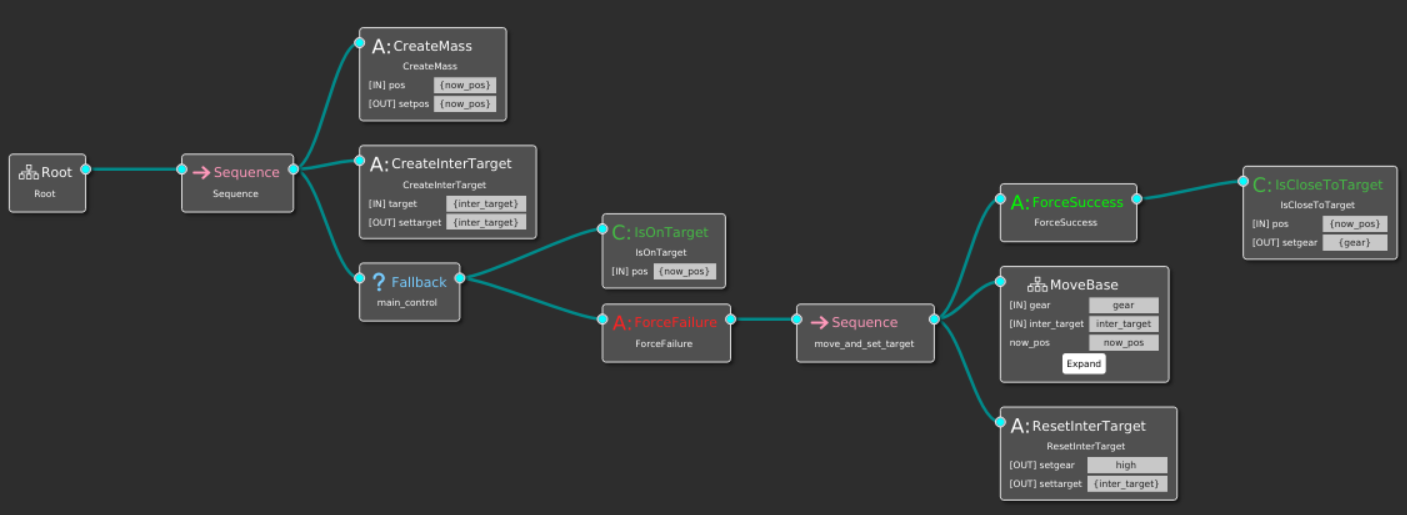 Root
Root
Sequence
Sequence
A: CreateMass
CreateMass
[IN] pos {now_pos}
[OUT] setpos {now_pos}
A: CreateInterTarget
CreateInterTarget
[IN] target {inter_target}
[OUT] settarget {inter_target}
? Fallback
main_control
C: IsOnTarget
IsOnTarget
[IN] pos {now_pos}
A: ForceFailure
ForceFailure
Sequence
move_and_set_target
A: ForceSuccess
ForceSuccess
C: IsCloseToTarget
IsCloseToTarget
[IN] pos {now_pos}
[OUT] setgear {gear}
MoveBase
[IN] gear gear
[IN] inter_target inter_target
now_pos now_pos
Expand
A: ResetInterTarget
ResetInterTarget
[OUT] setgear high
[OUT] settarget {inter_target}